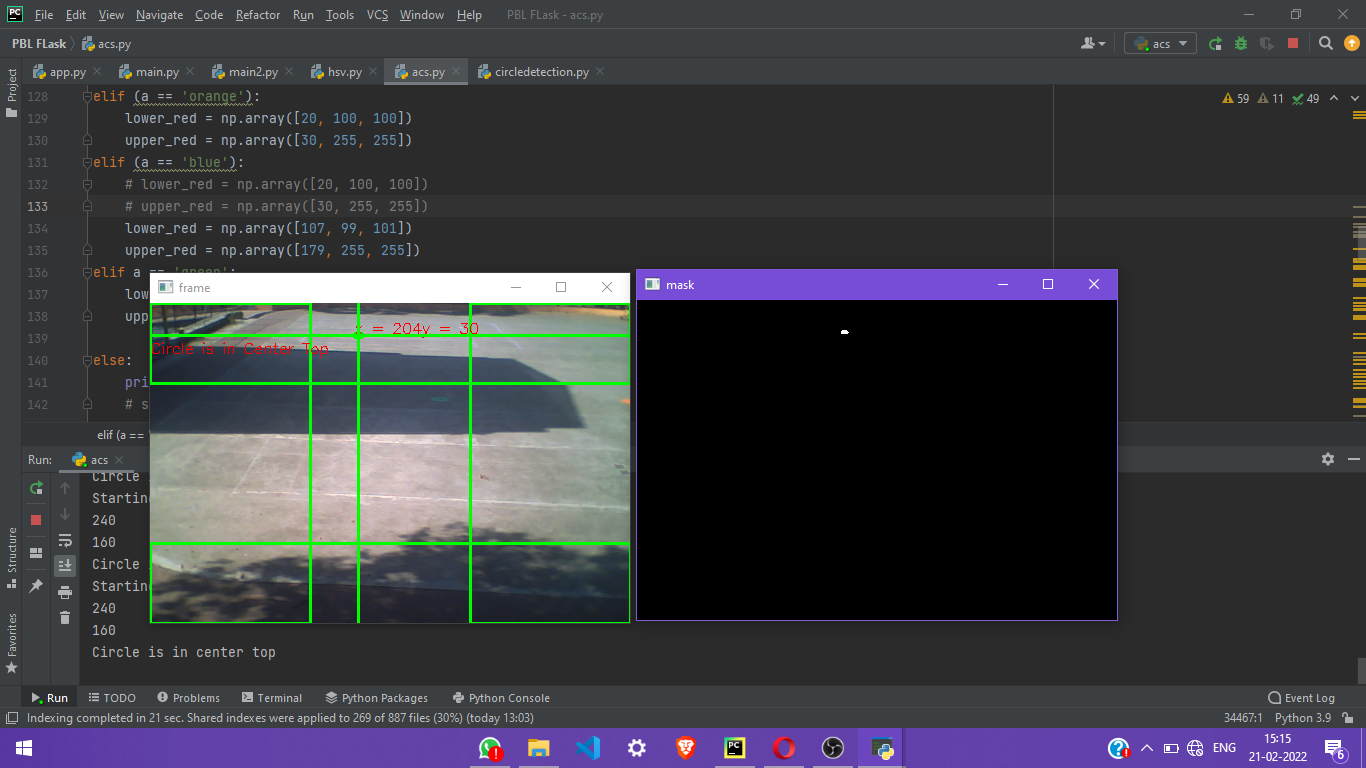 File Edit View Navigate Code Refactor Run Tools VCS Window Help PBL FLask - acs.py
PBL FLask acs.py acs
Project
app.py main.py main2.py hsv.py acs.py circledetection.py
128 elif (a == 'orange'): 59 11 49
129 lower_red = np.array([20, 100, 100])
130 upper_red = np.array([30, 255, 255])
131 elif (a == 'blue'):
132 # lower_red = np.array([20, 100, 100])
133 # upper_red = np.array([30, 255, 255])
134 lower_red = np.array([107, 99, 101])
135 upper_red = np.array([179, 255, 255])
136 elif a == 'green':
137 low
138 upp
139
140 else:
141 pri
142 # s
elif (a ==
frame
x = 204y = 30
Circle is in Center Top
mask
Run: acs
Circle
Starting
240
160
Circle
Starting
240
160
Circle is in center top
Structure
Favorites
Run TODO Problems Terminal Python Packages Python Console Event Log
Indexing completed in 21 sec. Shared indexes were applied to 269 of 887 files (30%) (today 13:03) 34467:1 Python 3.9
ENG 15:15
21-02-2022
6